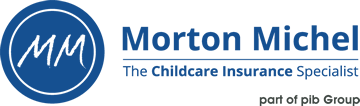 MM
Morton Michel
The Childcare Insurance Specialist
part of pib Group